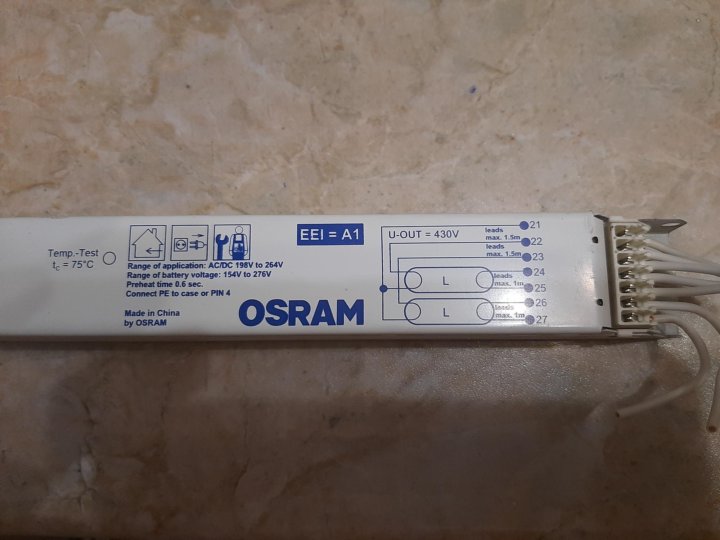 Temp.-Test
tc = 75°C
EEI = A1
Range of application: AC/DC 198V to 264V
Range of battery voltage: 154V to 276V
Preheat time 0.6 sec.
Connect PE to case or PIN 4
Made in China
by OSRAM
OSRAM
U-OUT = 430V
leads
max. 1.5m
leads
max. 1.5m
leads
max. 1m
leads
max. 1m
L
L
21
22
23
24
25
26
27